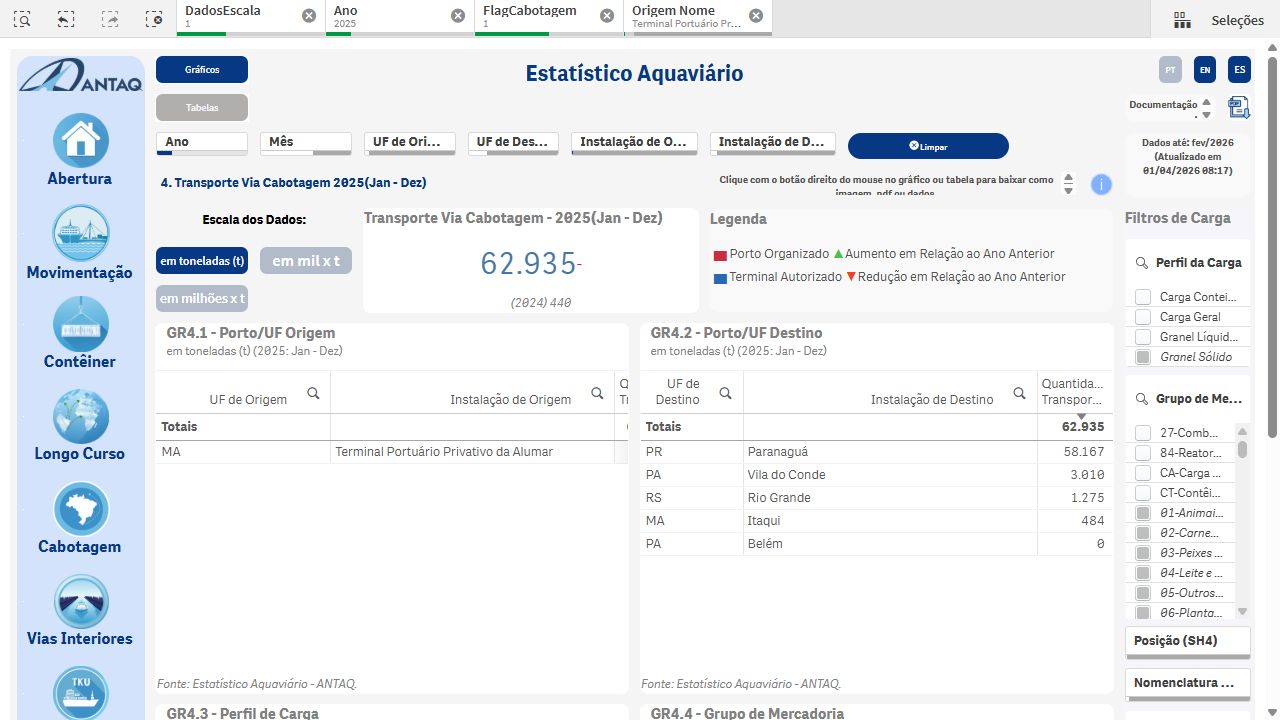 DadosEscala
1
Ano
2025
FlagCabotagem
1
Origem Nome
Terminal Portuário Pr...
Seleções
ANTAQ
Gráficos
Tabelas
Estatístico Aquaviário
PT
EN
ES
Documentação
.
Ano
Mês
UF de Ori...
UF de Des...
Instalação de O...
Instalação de D...
Limpar
Dados até: fev/2026
(Atualizado em
01/04/2026 08:17)
4. Transporte Via Cabotagem 2025(Jan - Dez)
Clique com o botão direito do mouse no gráfico ou tabela para baixar como
imagem, pdf ou dados
i
Abertura
Movimentação
Contêiner
Longo Curso
Cabotagem
Vias Interiores
TKU
Escala dos Dados:
em toneladas (t)
em mil x t
em milhões x t
Transporte Via Cabotagem - 2025(Jan - Dez)
62.935-
(2024) 440
Legenda
Porto Organizado ▲Aumento em Relação ao Ano Anterior
Terminal Autorizado ▼Redução em Relação ao Ano Anterior
Filtros de Carga
Perfil da Carga
Carga Contei...
Carga Geral
Granel Líquid...
Granel Sólido
Grupo de Me...
27-Comb...
84-Reator...
CA-Carga ...
CT-Contêi...
01-Animai...
02-Carne...
03-Peixes ...
04-Leite e ...
05-Outros...
06-Planta...
Posição (SH4)
Nomenclatura ...
GR4.1 - Porto/UF Origem
em toneladas (t) (2025: Jan - Dez)
UF de Origem
Instalação de Origem
Totais
MA
Terminal Portuário Privativo da Alumar
Fonte: Estatístico Aquaviário - ANTAQ.
GR4.2 - Porto/UF Destino
em toneladas (t) (2025: Jan - Dez)
UF de
Destino
Instalação de Destino
Quantida...
Transpor...
Totais 62.935
PR Paranaguá 58.167
PA Vila do Conde 3.010
RS Rio Grande 1.275
MA Itaqui 484
PA Belém 0
Fonte: Estatístico Aquaviário - ANTAQ.
GR4.3 - Perfil de Carga
GR4.4 - Grupo de Mercadoria